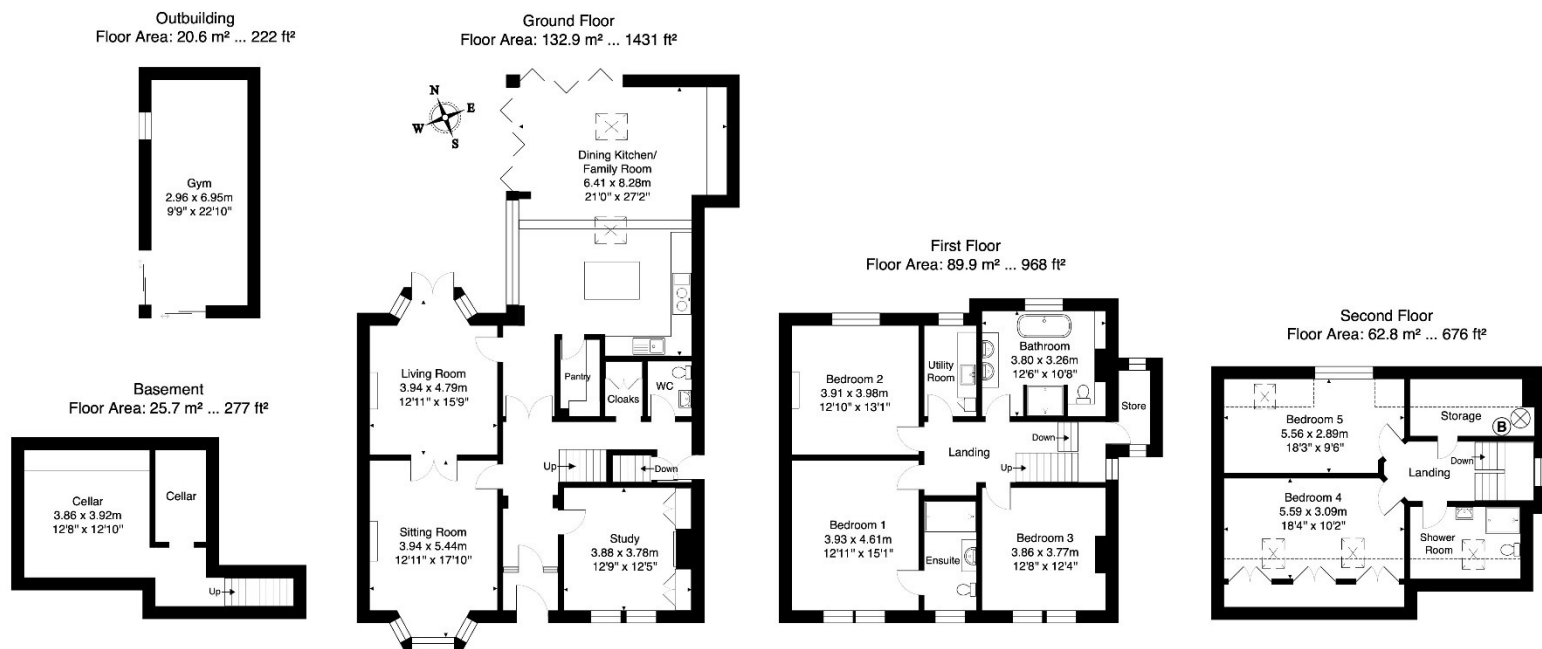 Outbuilding
Floor Area: 20.6 m² ... 222 ft²
Gym
2.96 x 6.95m
9'9" x 22'10"
Basement
Floor Area: 25.7 m² ... 277 ft²
Cellar
3.86 x 3.92m
12'8" x 12'10"
Cellar
Up
Ground Floor
Floor Area: 132.9 m² ... 1431 ft²
N
E
W
S
Dining Kitchen/
Family Room
6.41 x 8.28m
21'0" x 27'2"
Living Room
3.94 x 4.79m
12'11" x 15'9"
Pantry
Cloaks
WC
Up
Down
Sitting Room
3.94 x 5.44m
12'11" x 17'10"
Study
3.88 x 3.78m
12'9" x 12'5"
First Floor
Floor Area: 89.9 m² ... 968 ft²
Bedroom 2
3.91 x 3.98m
12'10" x 13'1"
Utility
Room
Bathroom
3.80 x 3.26m
12'6" x 10'8"
Store
Landing
Down
Up
Bedroom 1
3.93 x 4.61m
12'11" x 15'1"
Ensuite
Bedroom 3
3.86 x 3.77m
12'8" x 12'4"
Second Floor
Floor Area: 62.8 m² ... 676 ft²
Bedroom 5
5.56 x 2.89m
18'3" x 9'6"
Storage
B
Landing
Down
Bedroom 4
5.59 x 3.09m
18'4" x 10'2"
Shower
Room